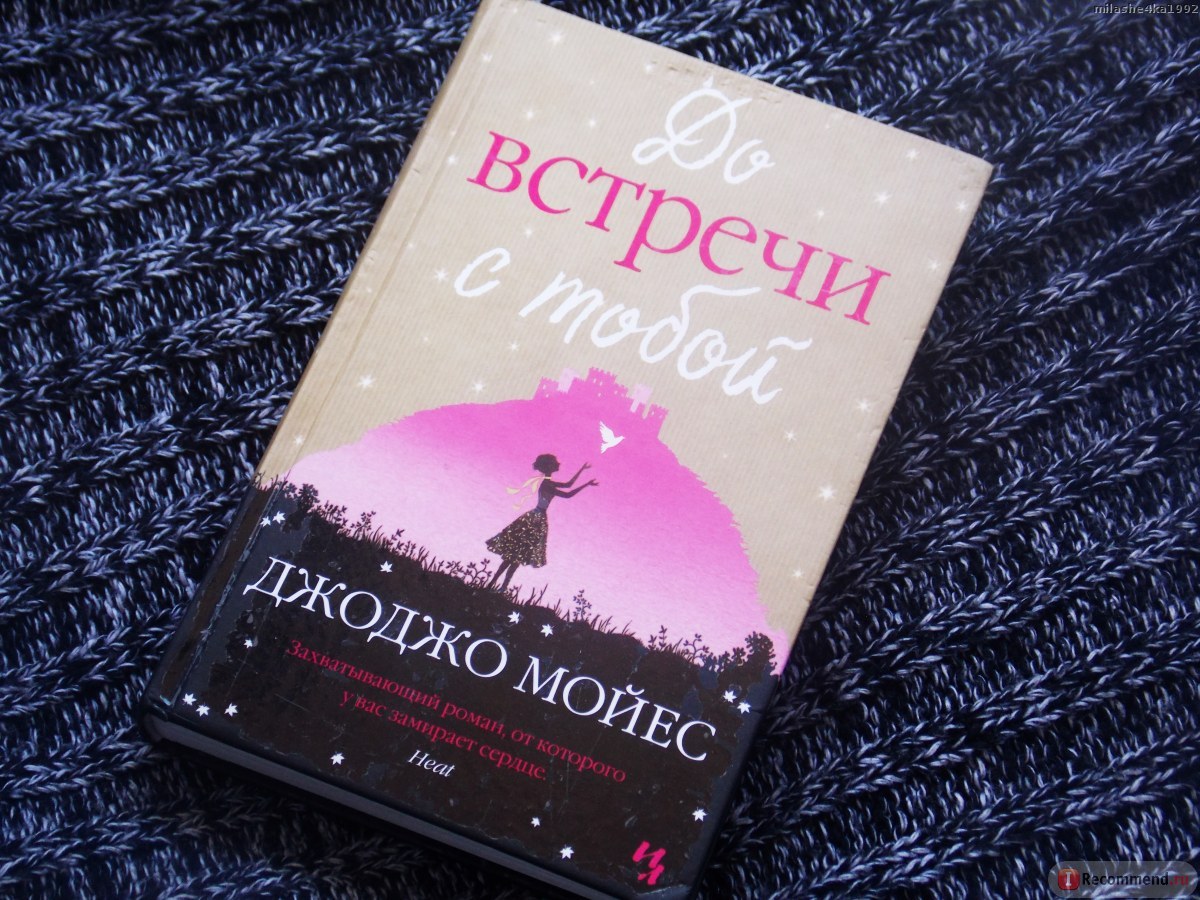 milashe4ka1992
До
встречи
с тобой
ДЖОДЖО МОЙЕС
Захватывающий роман, от которого
у вас замирает сердце.
Heat
Recommend.ru